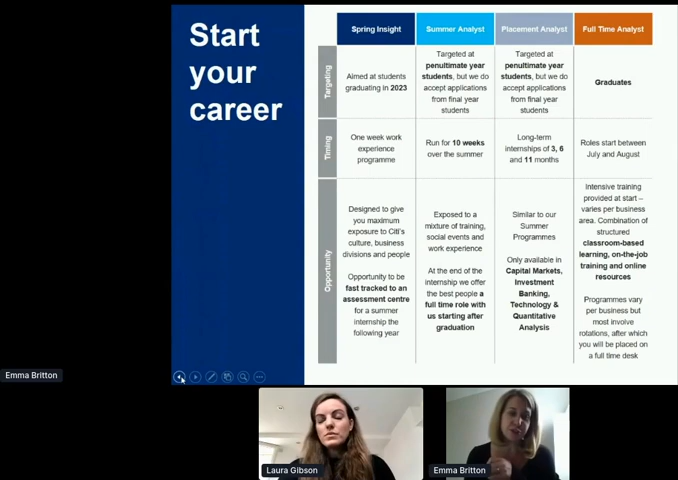 Start
your
career
Spring Insight
Summer Analyst
Placement Analyst
Full Time Analyst
Targeting
Aimed at students
graduating in 2023
Targeted at
penultimate year
students, but we do
accept applications
from final year
students
Targeted at
penultimate year
students, but we do
accept applications
from final year
students
Graduates
Timing
One week work
experience
programme
Run for 10 weeks
over the summer
Long-term
internships of 3, 6
and 11 months
Roles start between
July and August
Opportunity
Designed to give
you maximum
exposure to Citi's
culture, business
divisions and people
Opportunity to be
fast tracked to an
assessment centre
for a summer
internship the
following year
Exposed to a
mixture of training,
social events and
work experience
At the end of the
internship we offer
the best people a
full time role with
us starting after
graduation
Similar to our
Summer
Programmes
Only available in
Capital Markets,
Investment
Banking,
Technology &
Quantitative
Analysis
Intensive training
provided at start –
varies per business
area. Combination of
structured
classroom-based
learning, on-the-job
training and online
resources
Programmes vary
per business but
most involve
rotations, after which
you will be placed on
a full time desk
Emma Britton
Laura Gibson
Emma Britton